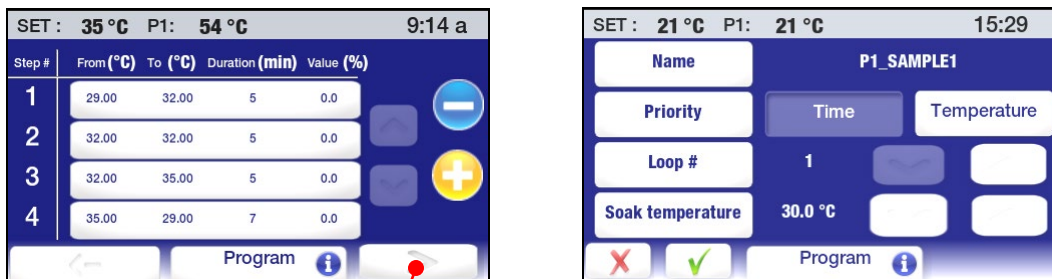 SET : 35 °C P1: 54 °C 9:14 a
Step # From (°C) To (°C) Duration (min) Value (%)
1 29.00 32.00 5 0.0
2 32.00 32.00 5 0.0
3 32.00 35.00 5 0.0
4 35.00 29.00 7 0.0
Program i
SET : 21 °C P1: 21 °C 15:29
Name P1_SAMPLE1
Priority Time Temperature
Loop # 1
Soak temperature 30.0 °C
Program i